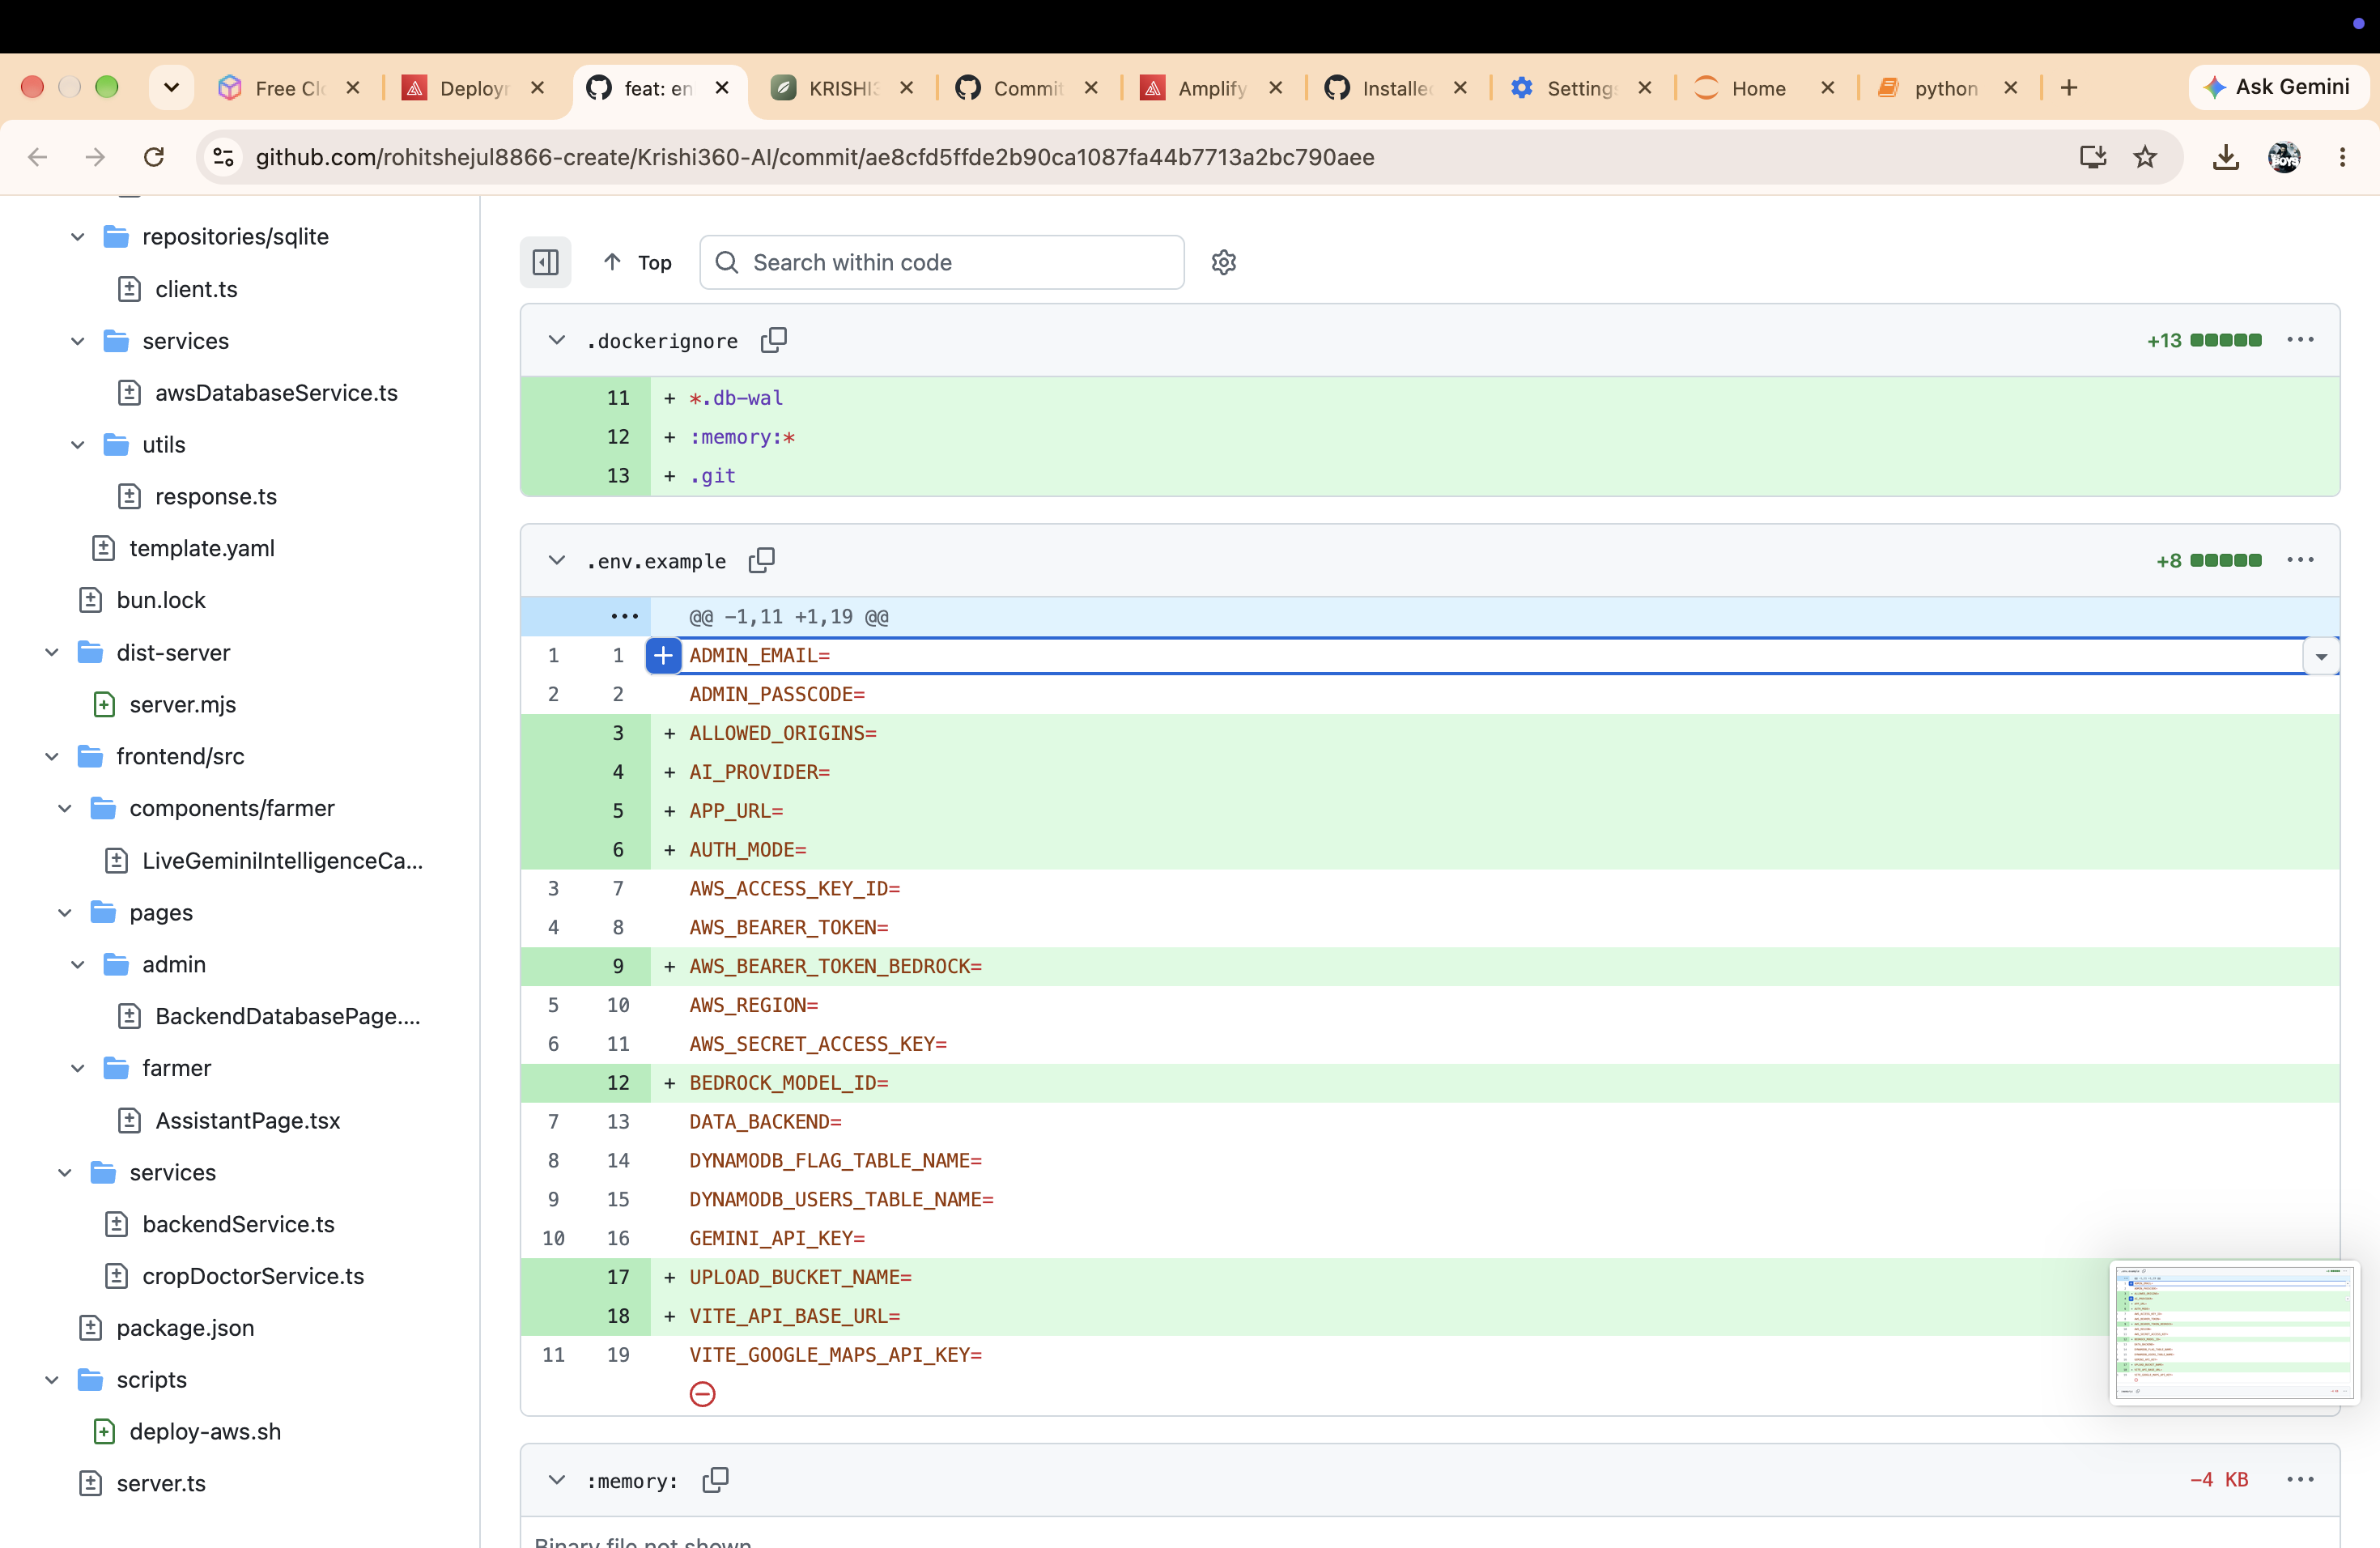 Free Cl
Deployr
feat: en
KRISHI3
Commit
Amplify
Installe
Settings
Home
python
Ask Gemini
github.com/rohitshejul8866-create/Krishi360-AI/commit/ae8cfd5ffde2b90ca1087fa44b7713a2bc790aee
repositories/sqlite
client.ts
services
awsDatabaseService.ts
utils
response.ts
template.yaml
bun.lock
dist-server
server.mjs
frontend/src
components/farmer
LiveGeminiIntelligenceCa...
pages
admin
BackendDatabasePage....
farmer
AssistantPage.tsx
services
backendService.ts
cropDoctorService.ts
package.json
scripts
deploy-aws.sh
server.ts
Top
Search within code
.dockerignore
+13
11 + *.db-wal
12 + :memory:*
13 + .git
.env.example
+8
@@ -1,11 +1,19 @@
1 1 ADMIN_EMAIL=
2 2 ADMIN_PASSCODE=
3 + ALLOWED_ORIGINS=
4 + AI_PROVIDER=
5 + APP_URL=
6 + AUTH_MODE=
3 7 AWS_ACCESS_KEY_ID=
4 8 AWS_BEARER_TOKEN=
9 + AWS_BEARER_TOKEN_BEDROCK=
5 10 AWS_REGION=
6 11 AWS_SECRET_ACCESS_KEY=
12 + BEDROCK_MODEL_ID=
7 13 DATA_BACKEND=
8 14 DYNAMODB_FLAG_TABLE_NAME=
9 15 DYNAMODB_USERS_TABLE_NAME=
10 16 GEMINI_API_KEY=
17 + UPLOAD_BUCKET_NAME=
18 + VITE_API_BASE_URL=
11 19 VITE_GOOGLE_MAPS_API_KEY=
:memory:
-4 KB
Binary file not shown.